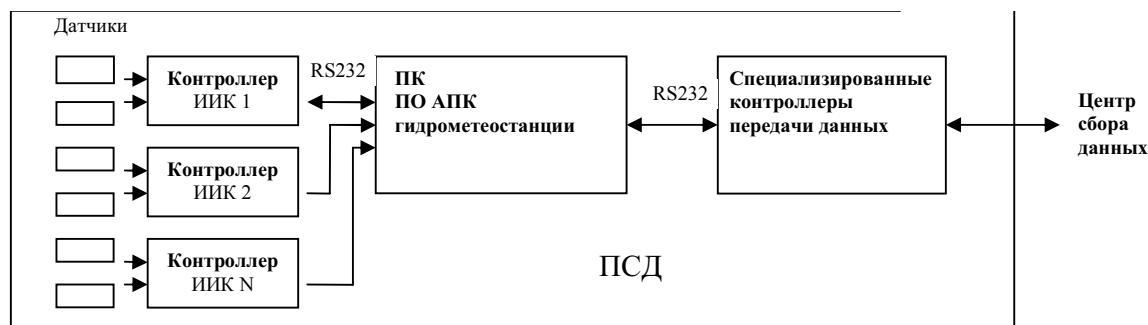 Датчики
Контроллер
ИИК 1
RS232
ПК
ПО АПК
гидрометеостанции
RS232
Специализированные
контроллеры
передачи данных
Центр
сбора
данных
Контроллер
ИИК 2
Контроллер
ИИК N
ПСД